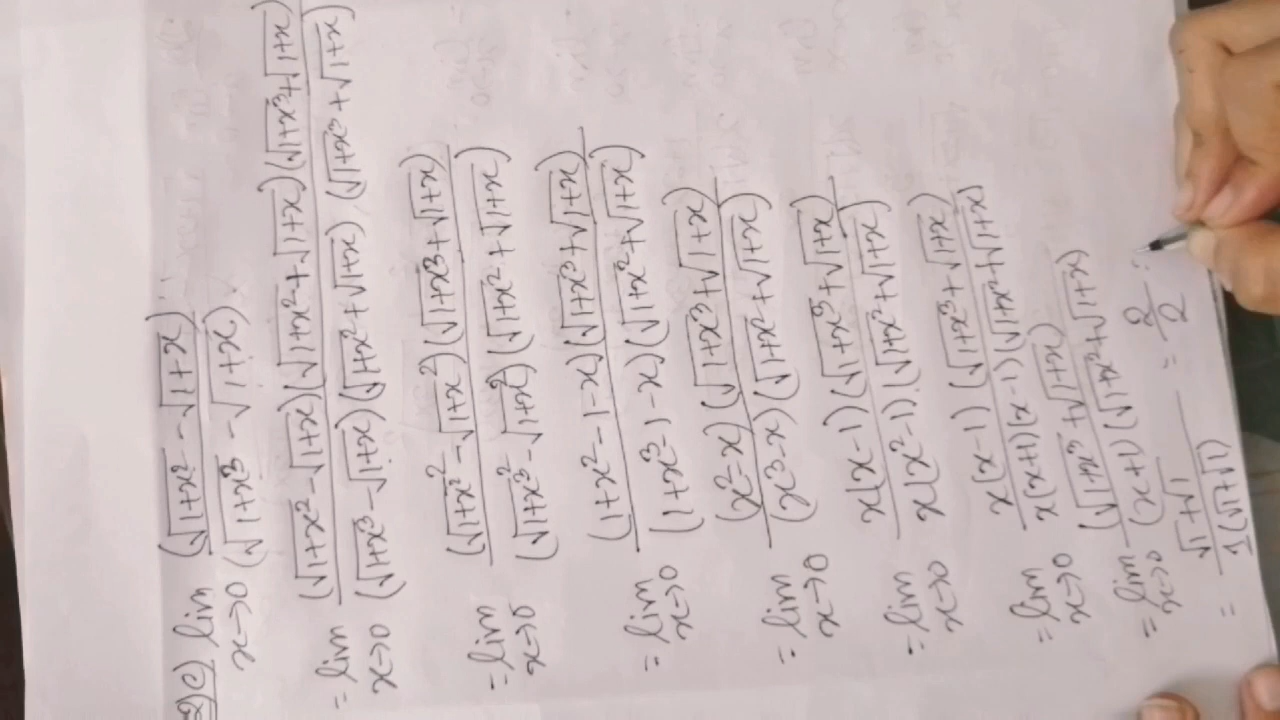 2) c) lim x→0 (√1+x² - √1+x) / (√1+x³ - √1+x)
= lim x→0 (√1+x² - √1+x)(√1+x² + √1+x)(√1+x³ + √1+x) / (√1+x³ - √1+x)(√1+x² + √1+x).(√1+x³ + √1+x)
= lim x→0 (√1+x²² - √1+x²)(√1+x³ + √1+x) / (√1+x³² - √1+x²)(√1+x² + √1+x)
= lim x→0 (1+x² - 1 - x)(√1+x³ + √1+x) / (1+x³ - 1 - x)(√1+x² + √1+x)
= lim x→0 (x² - x)(√1+x³ + √1+x) / (x³ - x)(√1+x² + √1+x)
= lim x→0 x(x-1)(√1+x³ + √1+x) / x(x²-1).(√1+x² + √1+x)
= lim x→0 x(x-1)(√1+x³ + √1+x) / x(x+1)(x-1)(√1+x² + √1+x)
= lim x→0 (√1+x³ + √1+x) / (x+1)(√1+x² + √1+x)
= √1+√1 / 1(√1+√1) = 2/2